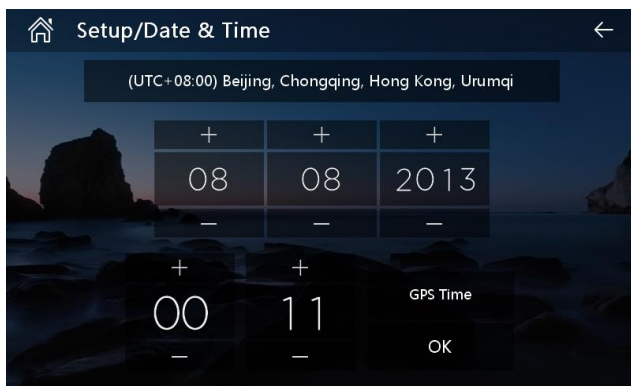 Setup/Date & Time
(UTC+08:00) Beijing, Chongqing, Hong Kong, Urumqi
+ + +
08 08 2013
− − −
+ +
00 11
− −
GPS Time
OK